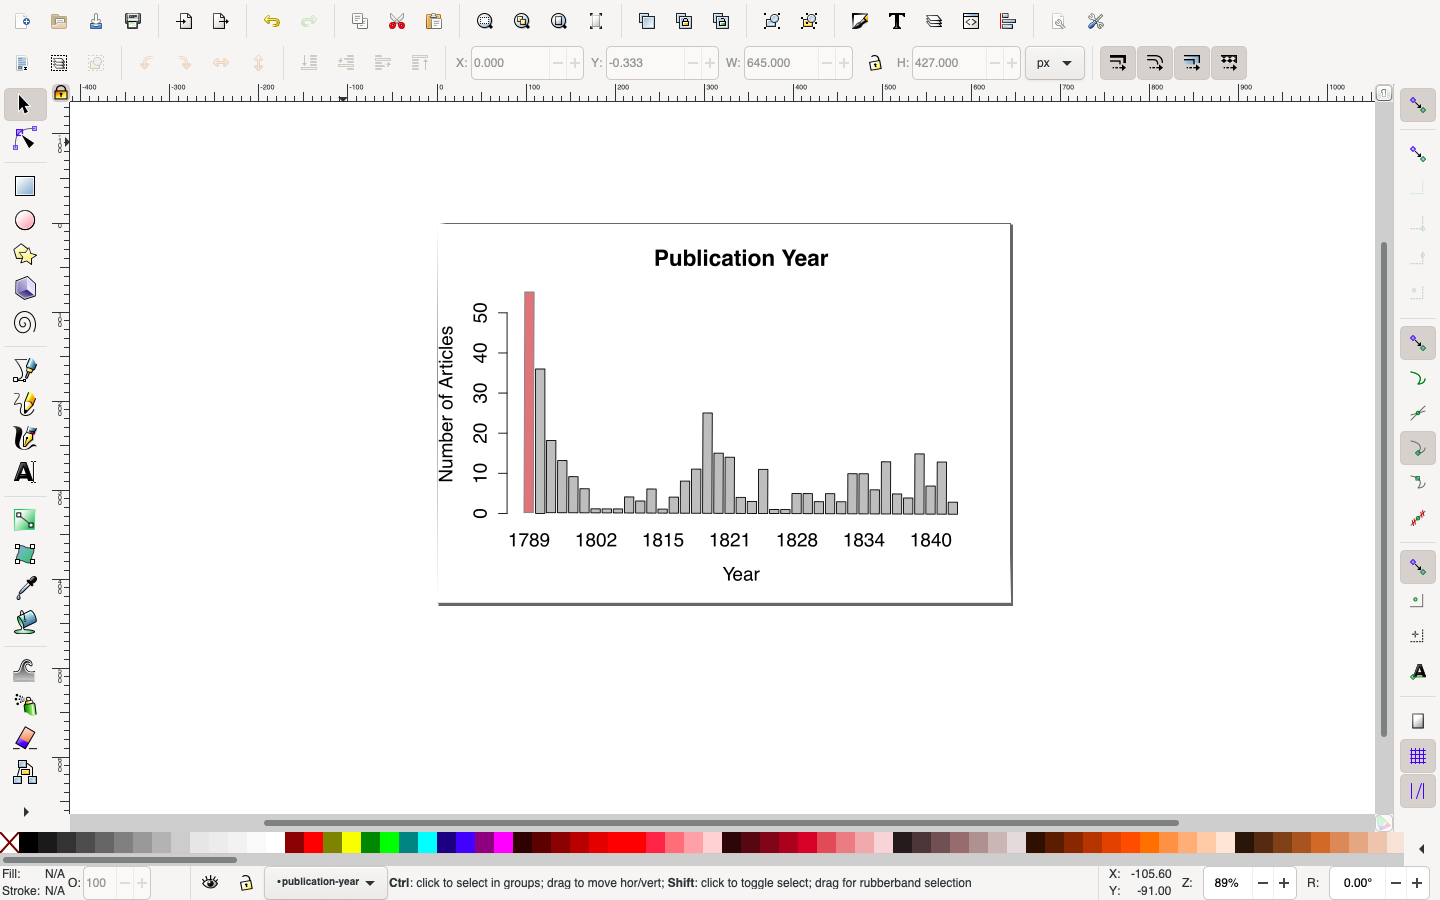 X: 0.000
Y: -0.333
W: 645.000
H: 427.000
px
-400
-300
-200
-100
0
100
200
300
400
500
600
700
800
900
1000
Publication Year
Number of Articles
50
40
30
20
10
0
1789 1802 1815 1821 1828 1834 1840
Year
Fill: N/A
Stroke: N/A
O: 100
•publication-year
Ctrl: click to select in groups; drag to move hor/vert; Shift: click to toggle select; drag for rubberband selection
X: -105.60
Y: -91.00
Z: 89%
R: 0.00°